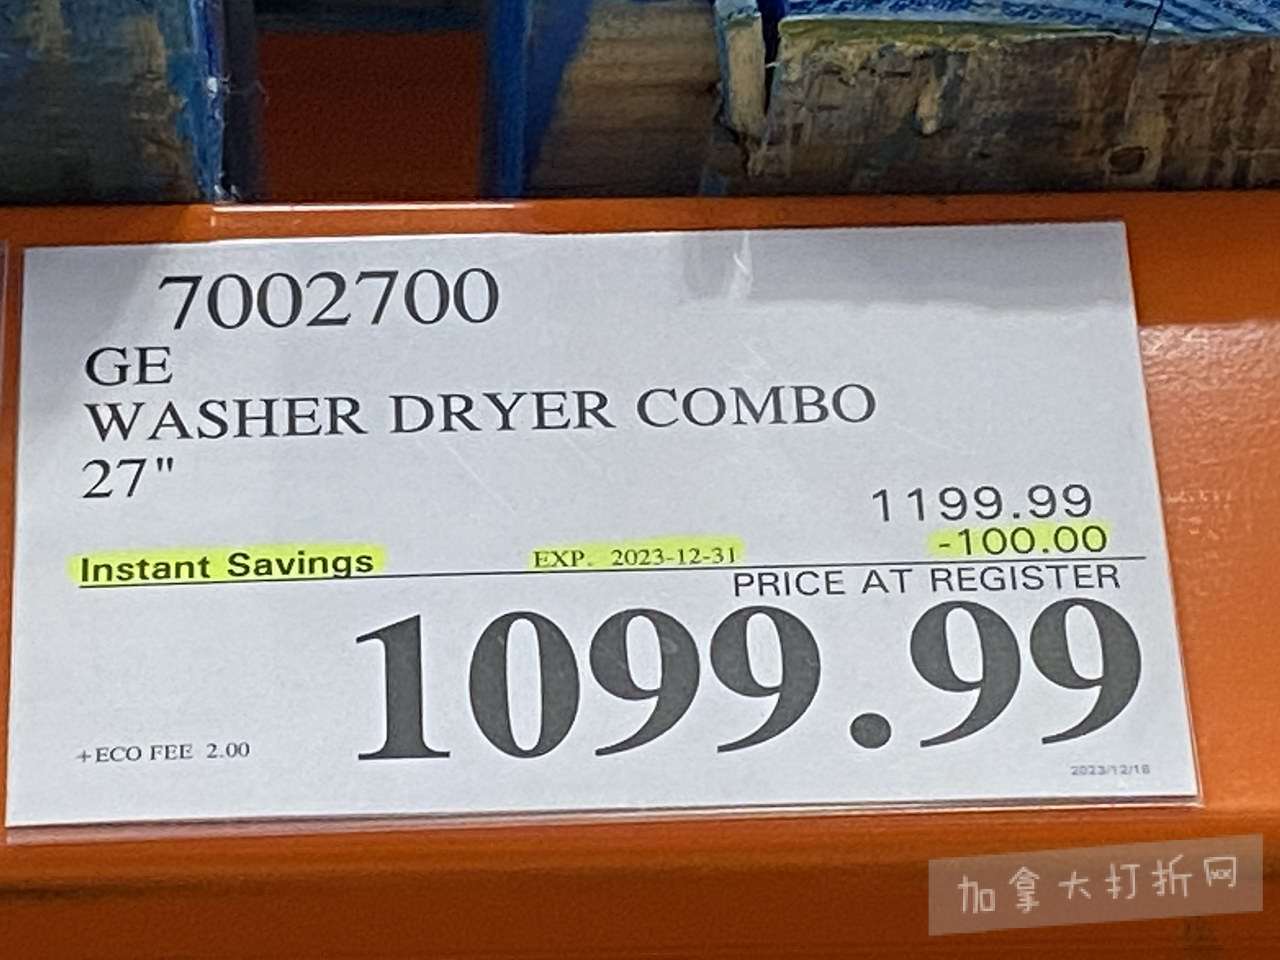 7002700
GE
WASHER DRYER COMBO
27"
1199.99
Instant Savings EXP. 2023-12-31 -100.00
PRICE AT REGISTER
1099.99
+ECO FEE 2.00
2023/12/18
加拿大打折网